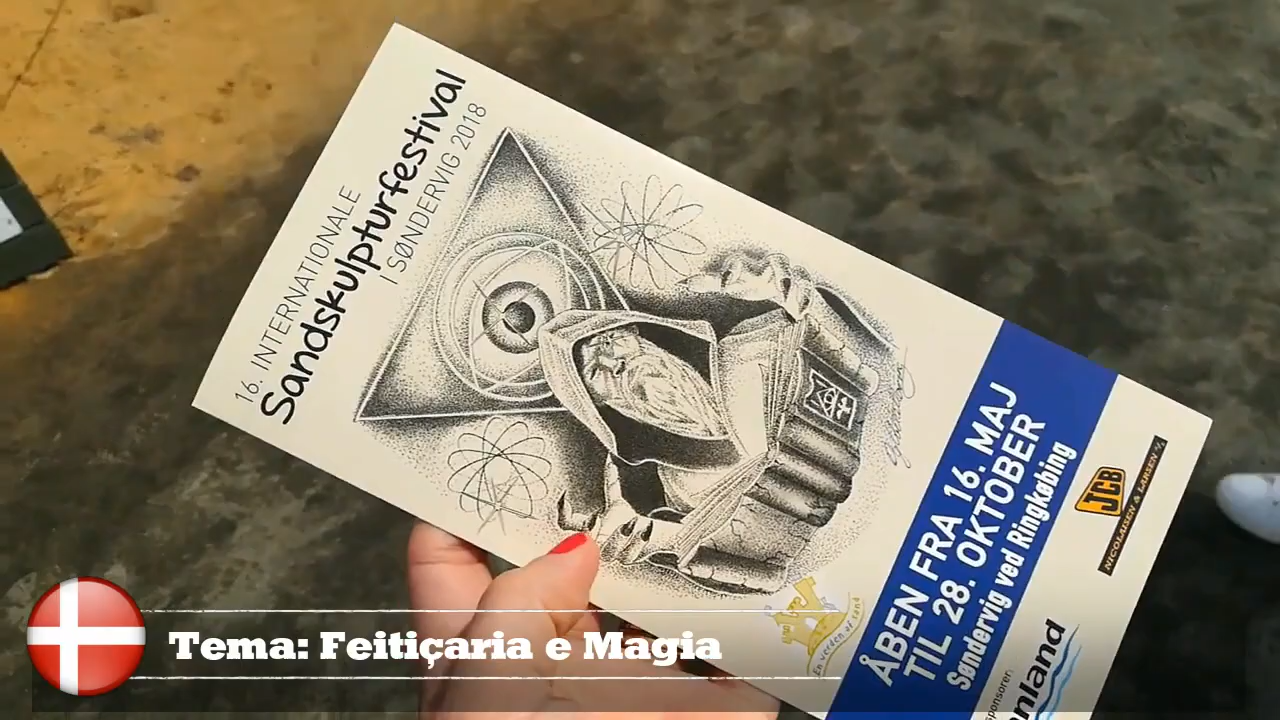 16. INTERNATIONALE
Sandskulpturfestival
I SØNDERVIG 2018
ÅBEN FRA 16. MAJ
TIL 28. OKTOBER
Søndervig ved Ringkøbing
JCB
NICOLAISEN & LARSEN
En verden af sand
Tema: Feitiçaria e Magia